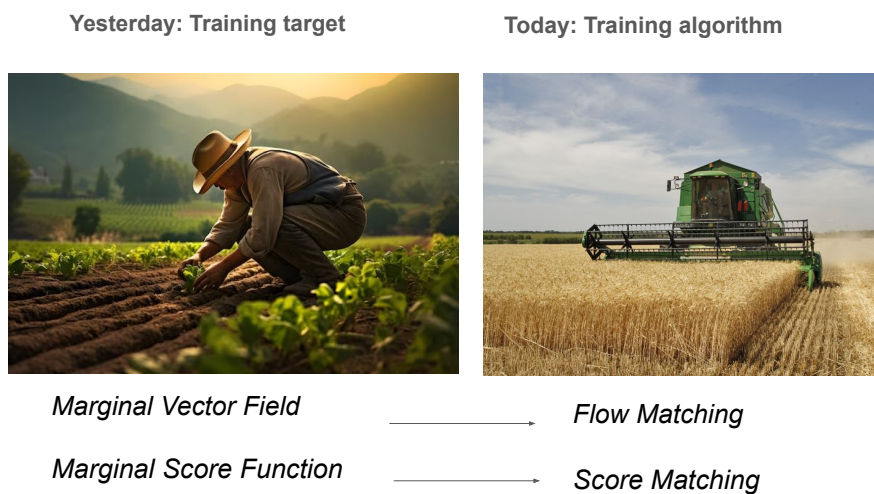 Yesterday: Training target
Today: Training algorithm
Marginal Vector Field
Flow Matching
Marginal Score Function
Score Matching